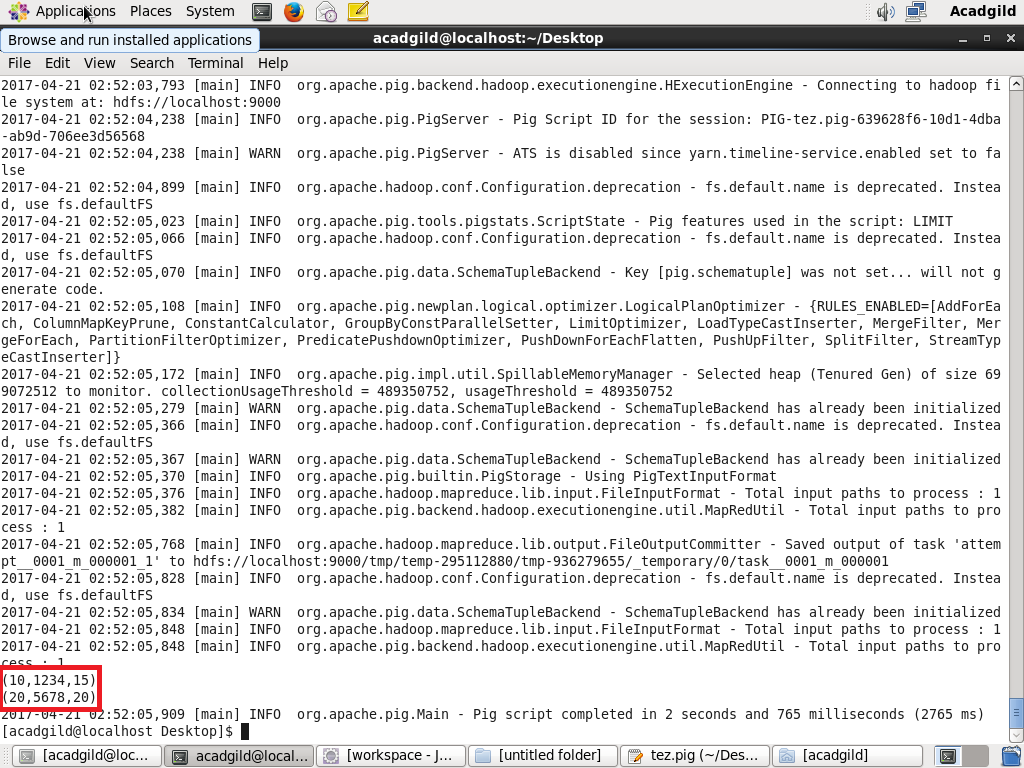 Applications Places System Acadgild
Browse and run installed applications
acadgild@localhost:~/Desktop
File Edit View Search Terminal Help
2017-04-21 02:52:03,793 [main] INFO  org.apache.pig.backend.hadoop.executionengine.HExecutionEngine - Connecting to hadoop fi
le system at: hdfs://localhost:9000
2017-04-21 02:52:04,238 [main] INFO  org.apache.pig.PigServer - Pig Script ID for the session: PIG-tez.pig-639628f6-10d1-4dba
-ab9d-706ee3d56568
2017-04-21 02:52:04,238 [main] WARN  org.apache.pig.PigServer - ATS is disabled since yarn.timeline-service.enabled set to fa
lse
2017-04-21 02:52:04,899 [main] INFO  org.apache.hadoop.conf.Configuration.deprecation - fs.default.name is deprecated. Instea
d, use fs.defaultFS
2017-04-21 02:52:05,023 [main] INFO  org.apache.pig.tools.pigstats.ScriptState - Pig features used in the script: LIMIT
2017-04-21 02:52:05,066 [main] INFO  org.apache.hadoop.conf.Configuration.deprecation - fs.default.name is deprecated. Instea
d, use fs.defaultFS
2017-04-21 02:52:05,070 [main] INFO  org.apache.pig.data.SchemaTupleBackend - Key [pig.schematuple] was not set... will not g
enerate code.
2017-04-21 02:52:05,108 [main] INFO  org.apache.pig.newplan.logical.optimizer.LogicalPlanOptimizer - {RULES_ENABLED=[AddForEa
ch, ColumnMapKeyPrune, ConstantCalculator, GroupByConstParallelSetter, LimitOptimizer, LoadTypeCastInserter, MergeFilter, Mer
geForEach, PartitionFilterOptimizer, PredicatePushdownOptimizer, PushDownForEachFlatten, PushUpFilter, SplitFilter, StreamTyp
eCastInserter]}
2017-04-21 02:52:05,172 [main] INFO  org.apache.pig.impl.util.SpillableMemoryManager - Selected heap (Tenured Gen) of size 69
9072512 to monitor. collectionUsageThreshold = 489350752, usageThreshold = 489350752
2017-04-21 02:52:05,279 [main] WARN  org.apache.pig.data.SchemaTupleBackend - SchemaTupleBackend has already been initialized
2017-04-21 02:52:05,366 [main] INFO  org.apache.hadoop.conf.Configuration.deprecation - fs.default.name is deprecated. Instea
d, use fs.defaultFS
2017-04-21 02:52:05,367 [main] WARN  org.apache.pig.data.SchemaTupleBackend - SchemaTupleBackend has already been initialized
2017-04-21 02:52:05,370 [main] INFO  org.apache.pig.builtin.PigStorage - Using PigTextInputFormat
2017-04-21 02:52:05,376 [main] INFO  org.apache.hadoop.mapreduce.lib.input.FileInputFormat - Total input paths to process : 1
2017-04-21 02:52:05,382 [main] INFO  org.apache.pig.backend.hadoop.executionengine.util.MapRedUtil - Total input paths to pro
cess : 1
2017-04-21 02:52:05,768 [main] INFO  org.apache.hadoop.mapreduce.lib.output.FileOutputCommitter - Saved output of task 'attem
pt__0001_m_000001_1' to hdfs://localhost:9000/tmp/temp-295112880/tmp-936279655/_temporary/0/task__0001_m_000001
2017-04-21 02:52:05,828 [main] INFO  org.apache.hadoop.conf.Configuration.deprecation - fs.default.name is deprecated. Instea
d, use fs.defaultFS
2017-04-21 02:52:05,834 [main] WARN  org.apache.pig.data.SchemaTupleBackend - SchemaTupleBackend has already been initialized
2017-04-21 02:52:05,848 [main] INFO  org.apache.hadoop.mapreduce.lib.input.FileInputFormat - Total input paths to process : 1
2017-04-21 02:52:05,848 [main] INFO  org.apache.pig.backend.hadoop.executionengine.util.MapRedUtil - Total input paths to pro
cess : 1
(10,1234,15)
(20,5678,20)
2017-04-21 02:52:05,909 [main] INFO  org.apache.pig.Main - Pig script completed in 2 seconds and 765 milliseconds (2765 ms)
[acadgild@localhost Desktop]$
[acadgild@loc... acadgild@local... [workspace - J... [untitled folder] tez.pig (~/Des... [acadgild]